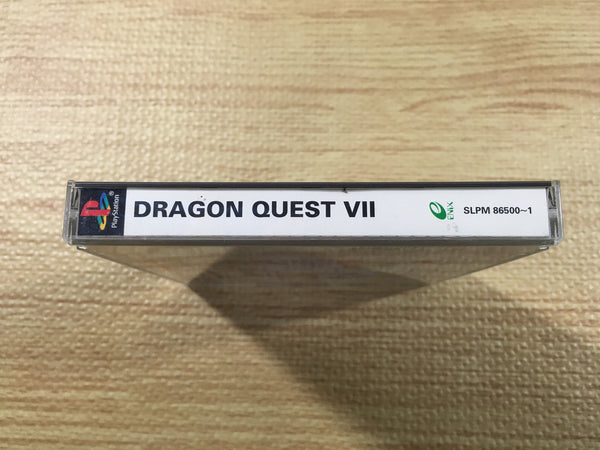 PlayStation
DRAGON QUEST VII
ENIX
SLPM 86500~1